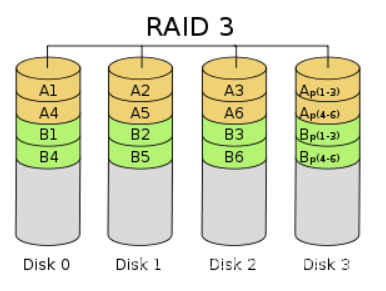 RAID 3
A1 A2 A3 Ap(1-3)
A4 A5 A6 Ap(4-6)
B1 B2 B3 Bp(1-3)
B4 B5 B6 Bp(4-6)
Disk 0 Disk 1 Disk 2 Disk 3